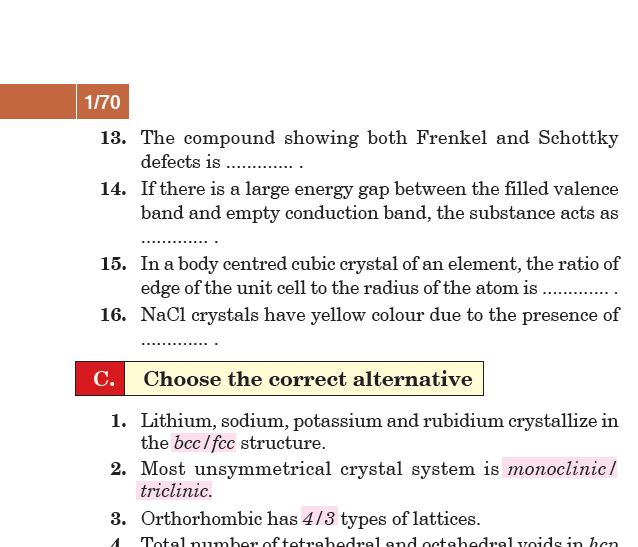 1/70
13. The compound showing both Frenkel and Schottky
defects is ............. .
14. If there is a large energy gap between the filled valence
band and empty conduction band, the substance acts as
............. .
15. In a body centred cubic crystal of an element, the ratio of
edge of the unit cell to the radius of the atom is ............. .
16. NaCl crystals have yellow colour due to the presence of
............. .
C. Choose the correct alternative
1. Lithium, sodium, potassium and rubidium crystallize in
the bcc/fcc structure.
2. Most unsymmetrical crystal system is monoclinic/
triclinic.
3. Orthorhombic has 4/3 types of lattices.
4. Total number of tetrahedral and octahedral voids in hcp